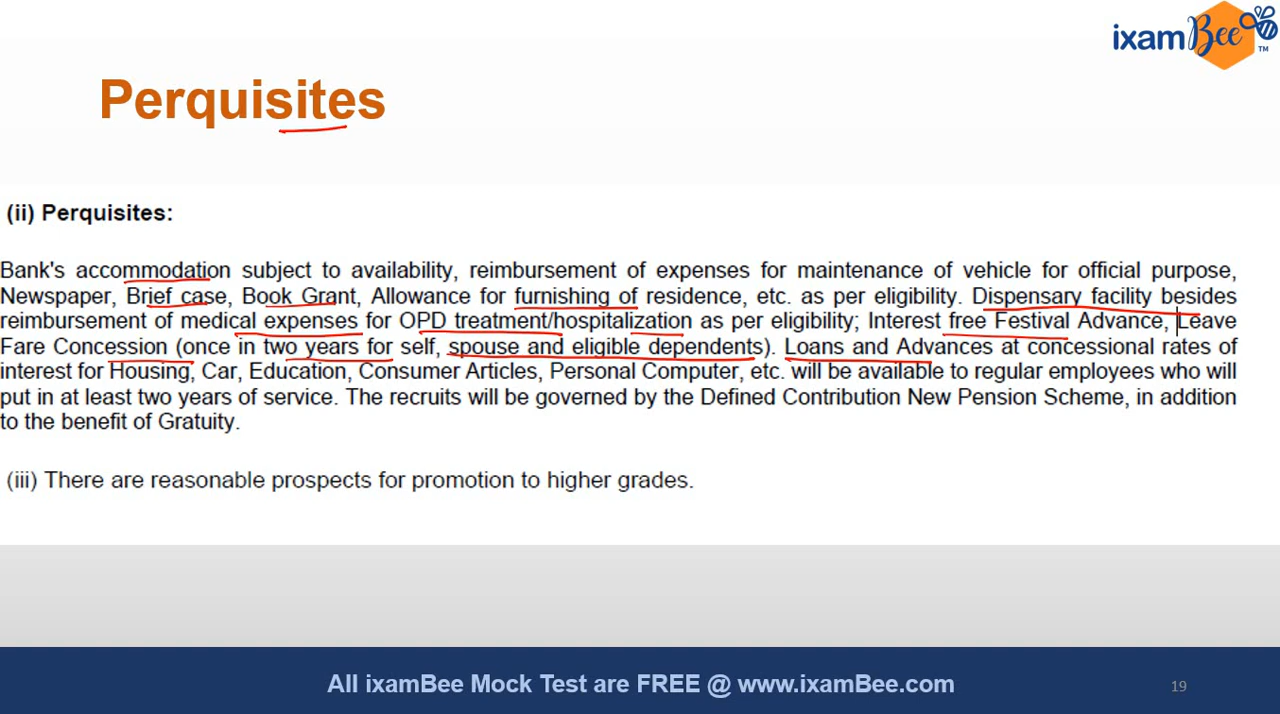 ixamBee
TM
Perquisites
(ii) Perquisites:
Bank's accommodation subject to availability, reimbursement of expenses for maintenance of vehicle for official purpose,
Newspaper, Brief case, Book Grant, Allowance for furnishing of residence, etc. as per eligibility. Dispensary facility besides
reimbursement of medical expenses for OPD treatment/hospitalization as per eligibility; Interest free Festival Advance, Leave
Fare Concession (once in two years for self, spouse and eligible dependents). Loans and Advances at concessional rates of
interest for Housing, Car, Education, Consumer Articles, Personal Computer, etc. will be available to regular employees who will
put in at least two years of service. The recruits will be governed by the Defined Contribution New Pension Scheme, in addition
to the benefit of Gratuity.
(iii) There are reasonable prospects for promotion to higher grades.
All ixamBee Mock Test are FREE @ www.ixamBee.com
19